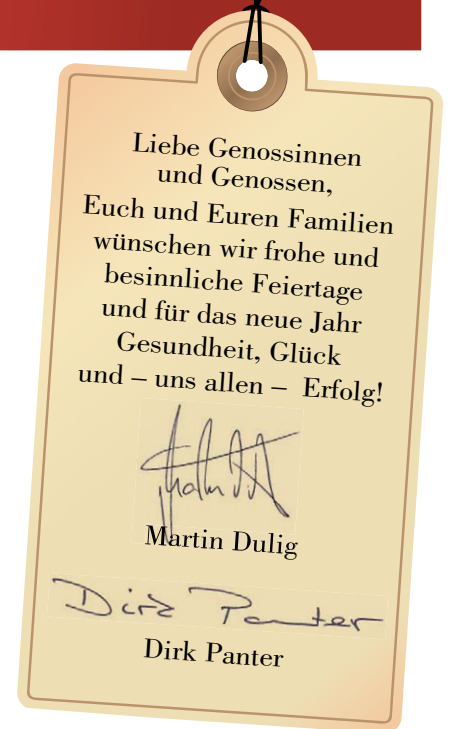 Liebe Genossinnen
und Genossen,
Euch und Euren Familien
wünschen wir frohe und
besinnliche Feiertage
und für das neue Jahr
Gesundheit, Glück
und – uns allen – Erfolg!
Martin Dulig
Dirk Panter
Dirk Panter